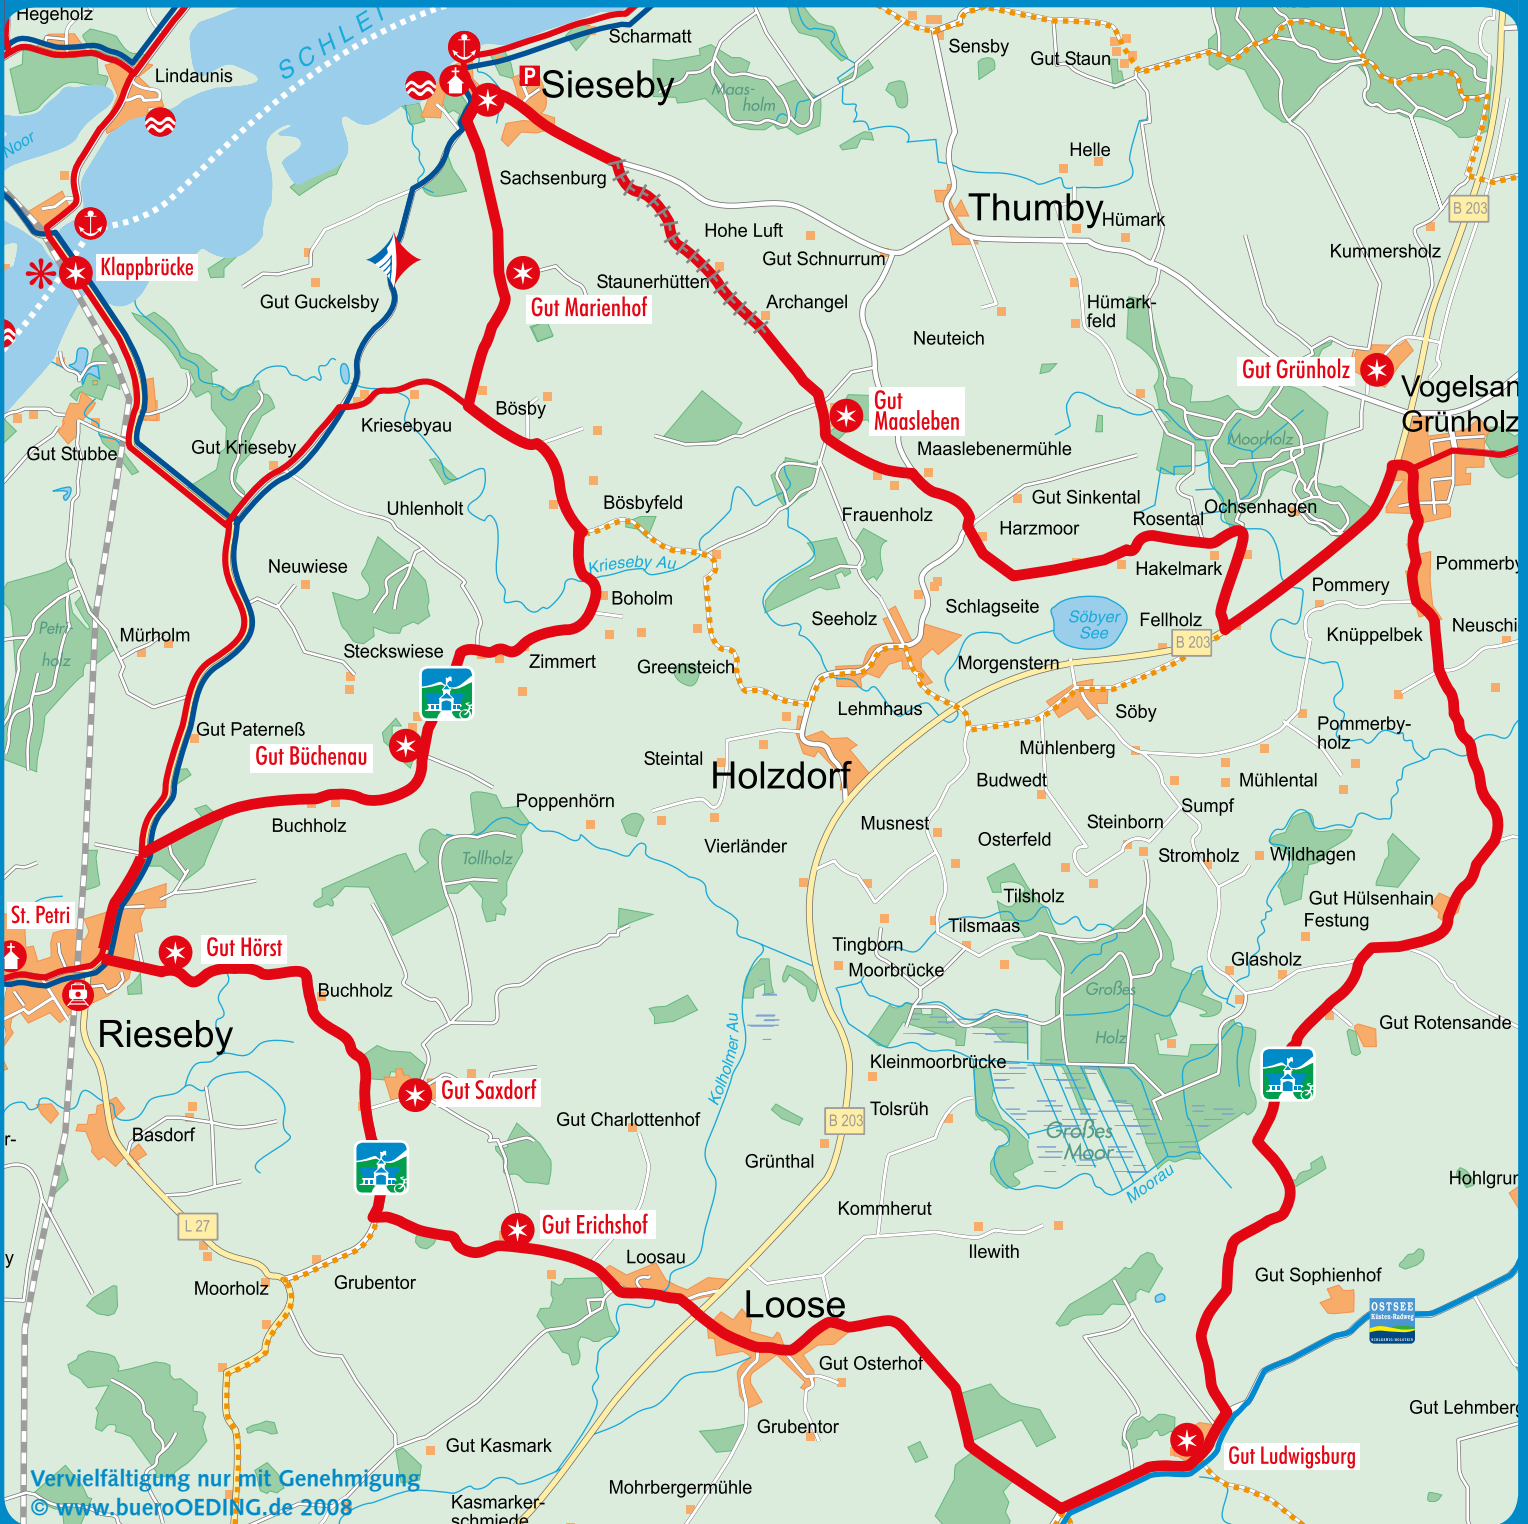 Hegeholz
Lindaunis
SCHLEI
Noor
Scharmatt
Sieseby
P
Maas-
holm
Sensby
Gut Staun
Helle
Thumby
Hümark
B 203
Kummersholz
Sachsenburg
Hohe Luft
Gut Schnurrum
Klappbrücke
Gut Guckelsby
Gut Marienhof
Staunerhütten
Archangel
Hümark-
feld
Neuteich
Gut Grünholz
Vogelsan
Grünholz
Gut
Maasleben
Bösby
Kriesebyau
Gut Stubbe
Gut Krieseby
Maaslebenermühle
Moorholz
Uhlenholt
Bösbyfeld
Frauenholz
Gut Sinkental
Harzmoor
Rosental
Ochsenhagen
Neuwiese
Krieseby Au
Hakelmark
Pommerby
Pommery
Boholm
Seeholz
Schlagseite
Söbyer
See
Fellholz
Knüppelbek
Neuschi
Petri-
holz
Mürholm
Steckswiese
Zimmert
Greensteich
Morgenstern
B 203
Lehmhaus
Söby
Gut Paterneß
Gut Büchenau
Steintal
Holzdorf
Mühlenberg
Pommerby-
holz
Budwedt
Mühlental
Buchholz
Poppenhörn
Sumpf
Musnest
Steinborn
Vierländer
Osterfeld
Stromholz
Wildhagen
Tollholz
Tilsholz
Gut Hülsenhain
Festung
St. Petri
Gut Hörst
Tilsmaas
Tingborn
Moorbrücke
Glasholz
Buchholz
Großes
Holz
Gut Rotensande
Rieseby
Kolholmer Au
Kleinmoorbrücke
Gut Saxdorf
Tolsrüh
Gut Charlottenhof
B 203
Großes
Moor
r-
Basdorf
Grünthal
Moorau
Hohlgrun
Kommherut
L 27
Gut Erichshof
Ilewith
y
Loosau
Moorholz
Grubentor
Gut Sophienhof
Loose
OSTSEE
Küsten-Radweg
SCHLESWIG-HOLSTEIN
Gut Osterhof
Gut Lehmberg
Grubentor
Gut Kasmark
Gut Ludwigsburg
Vervielfältigung nur mit Genehmigung
© www.bueroOEDING.de 2008
Mohrbergermühle
Kasmarker-
schmiede